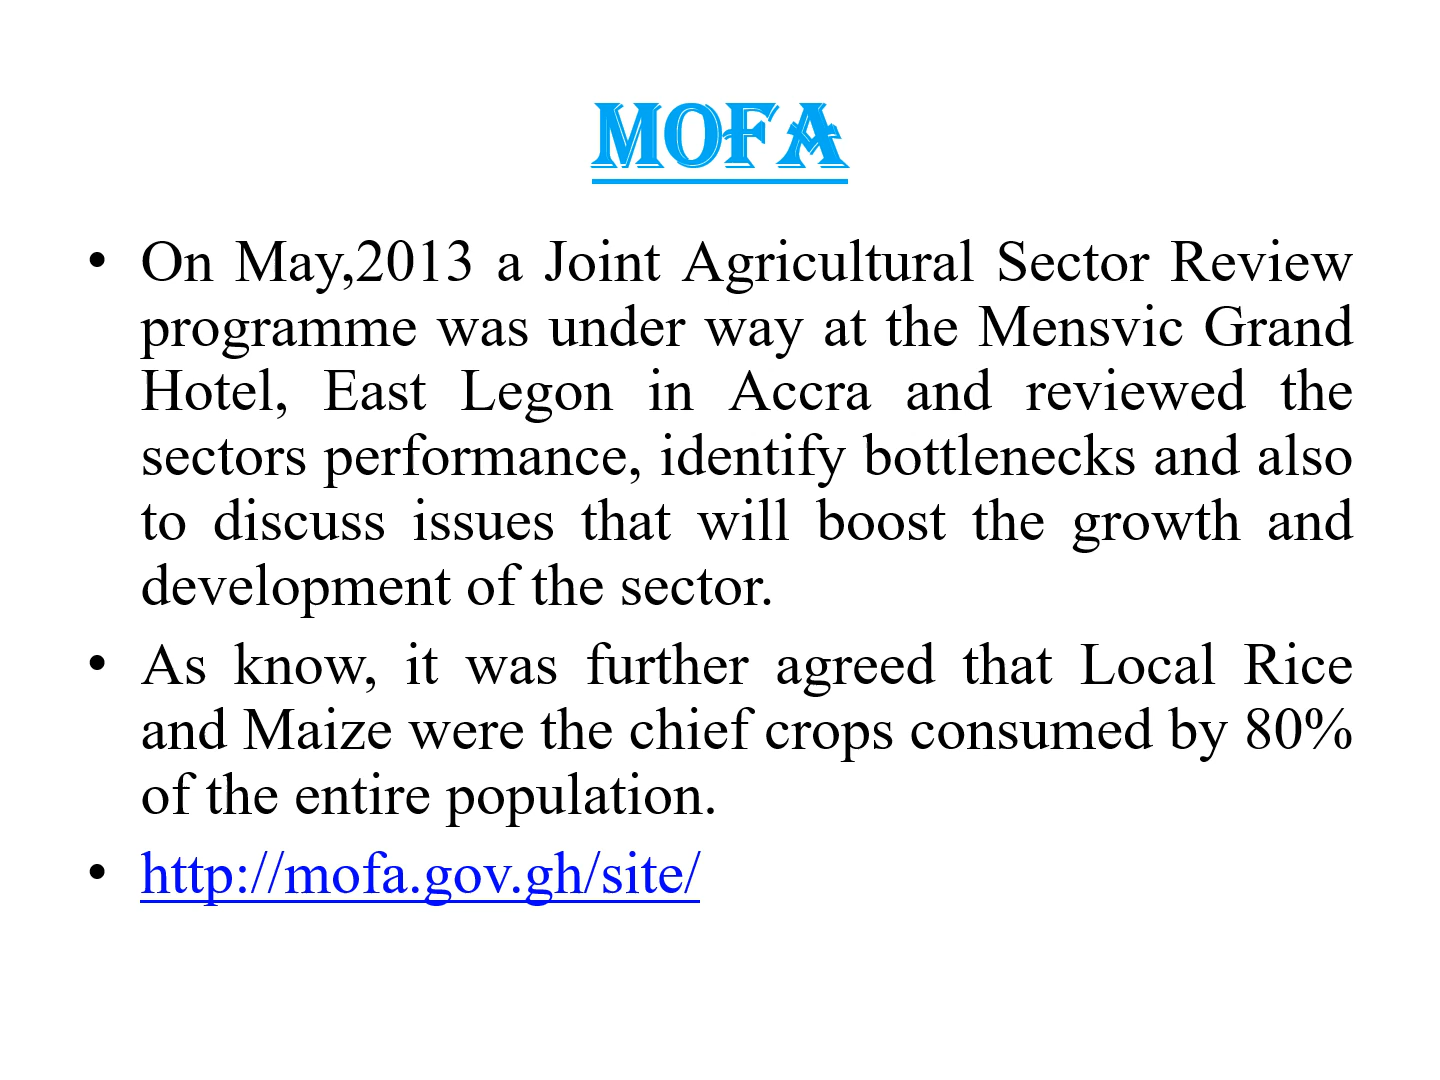 MOFA
• On May,2013 a Joint Agricultural Sector Review
programme was under way at the Mensvic Grand
Hotel, East Legon in Accra and reviewed the
sectors performance, identify bottlenecks and also
to discuss issues that will boost the growth and
development of the sector.
• As know, it was further agreed that Local Rice
and Maize were the chief crops consumed by 80%
of the entire population.
• http://mofa.gov.gh/site/